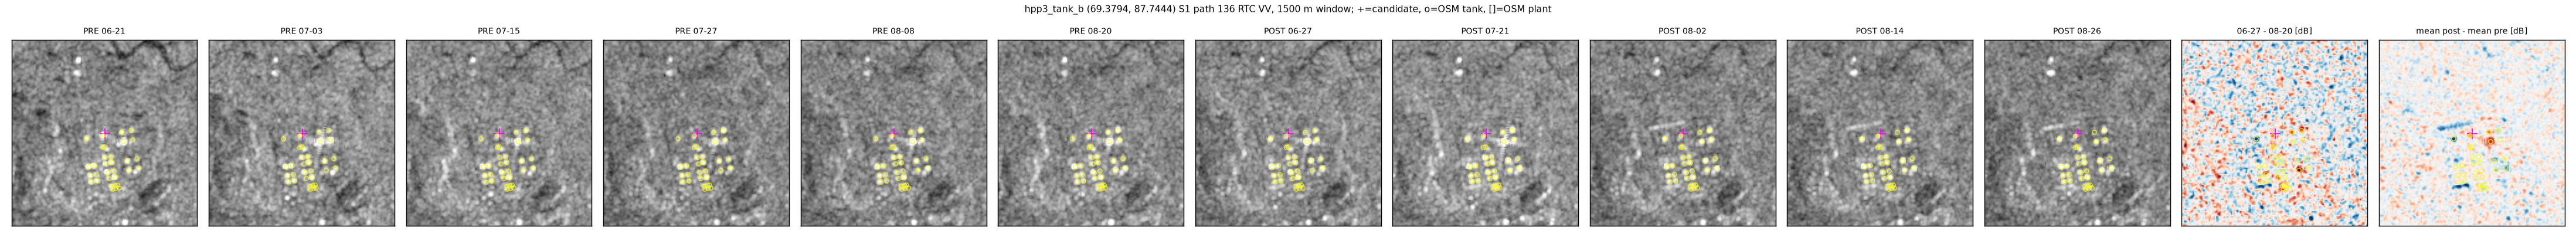 hpp3_tank_b (69.3794, 87.7444) S1 path 136 RTC VV, 1500 m window; +=candidate, o=OSM tank, []=OSM plant
PRE 06-21
PRE 07-03
PRE 07-15
PRE 07-27
PRE 08-08
PRE 08-20
POST 06-27
POST 07-21
POST 08-02
POST 08-14
POST 08-26
06-27 - 08-20 [dB]
mean post - mean pre [dB]